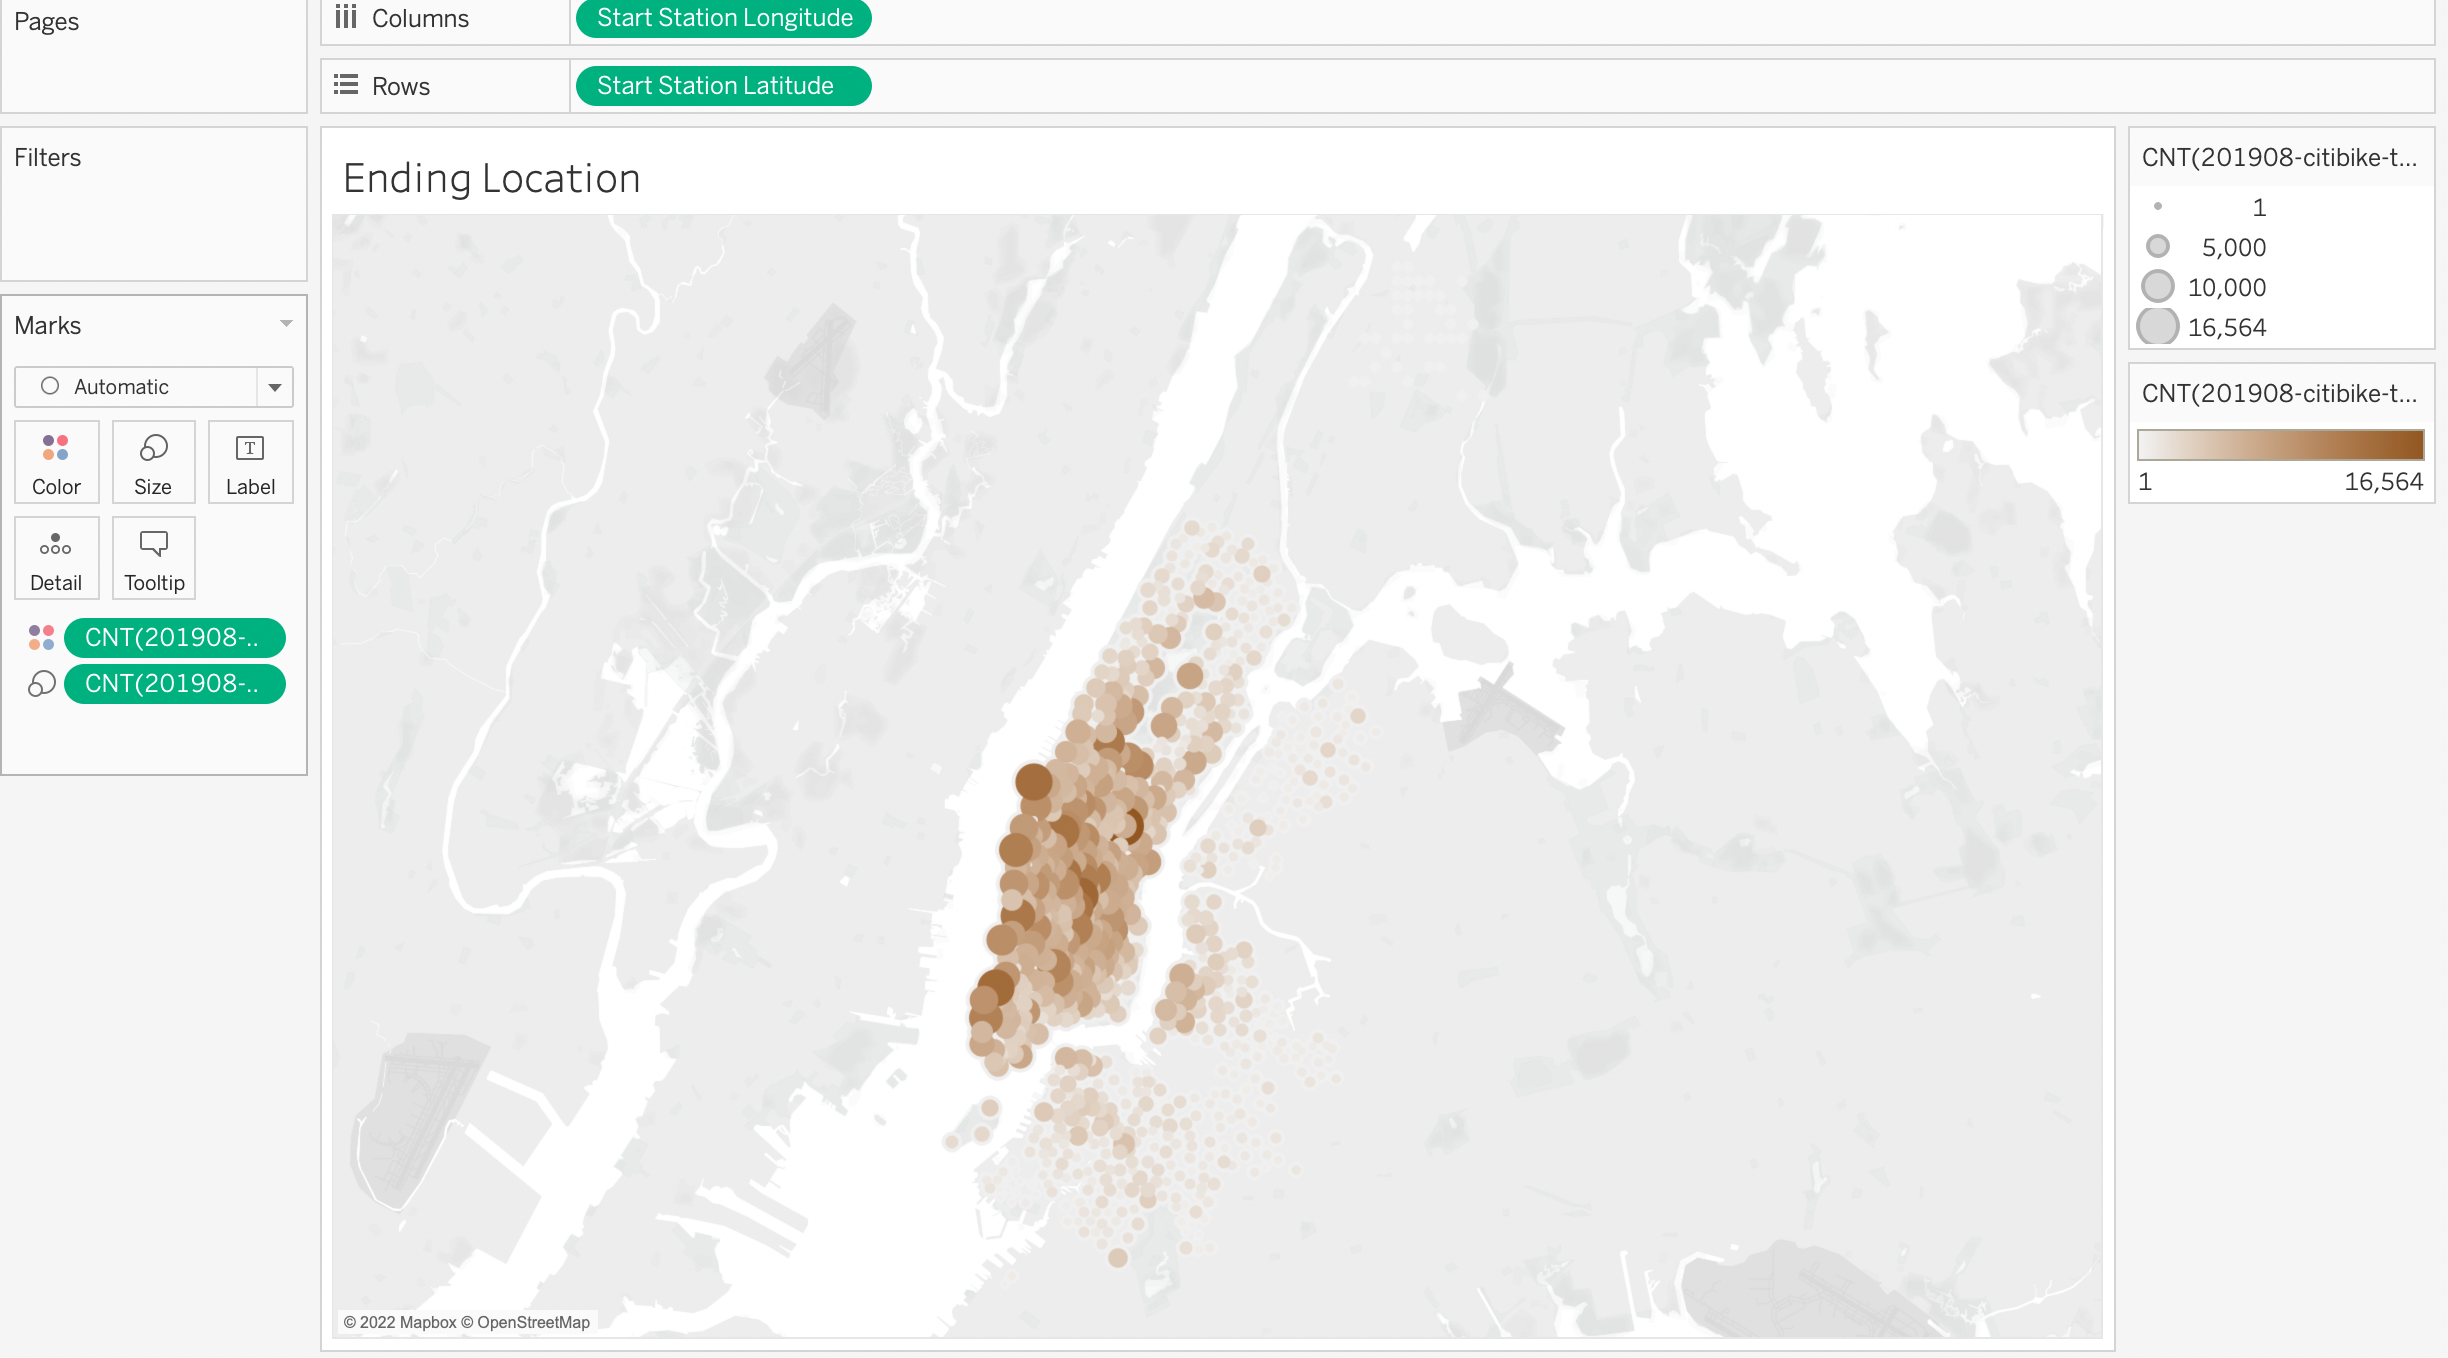 Pages
Columns
Start Station Longitude
Rows
Start Station Latitude
Filters
Marks
Automatic
Color
Size
T
Label
Detail
Tooltip
CNT(201908-..
CNT(201908-..
Ending Location
© 2022 Mapbox © OpenStreetMap
CNT(201908-citibike-t...
1
5,000
10,000
16,564
CNT(201908-citibike-t...
1
16,564